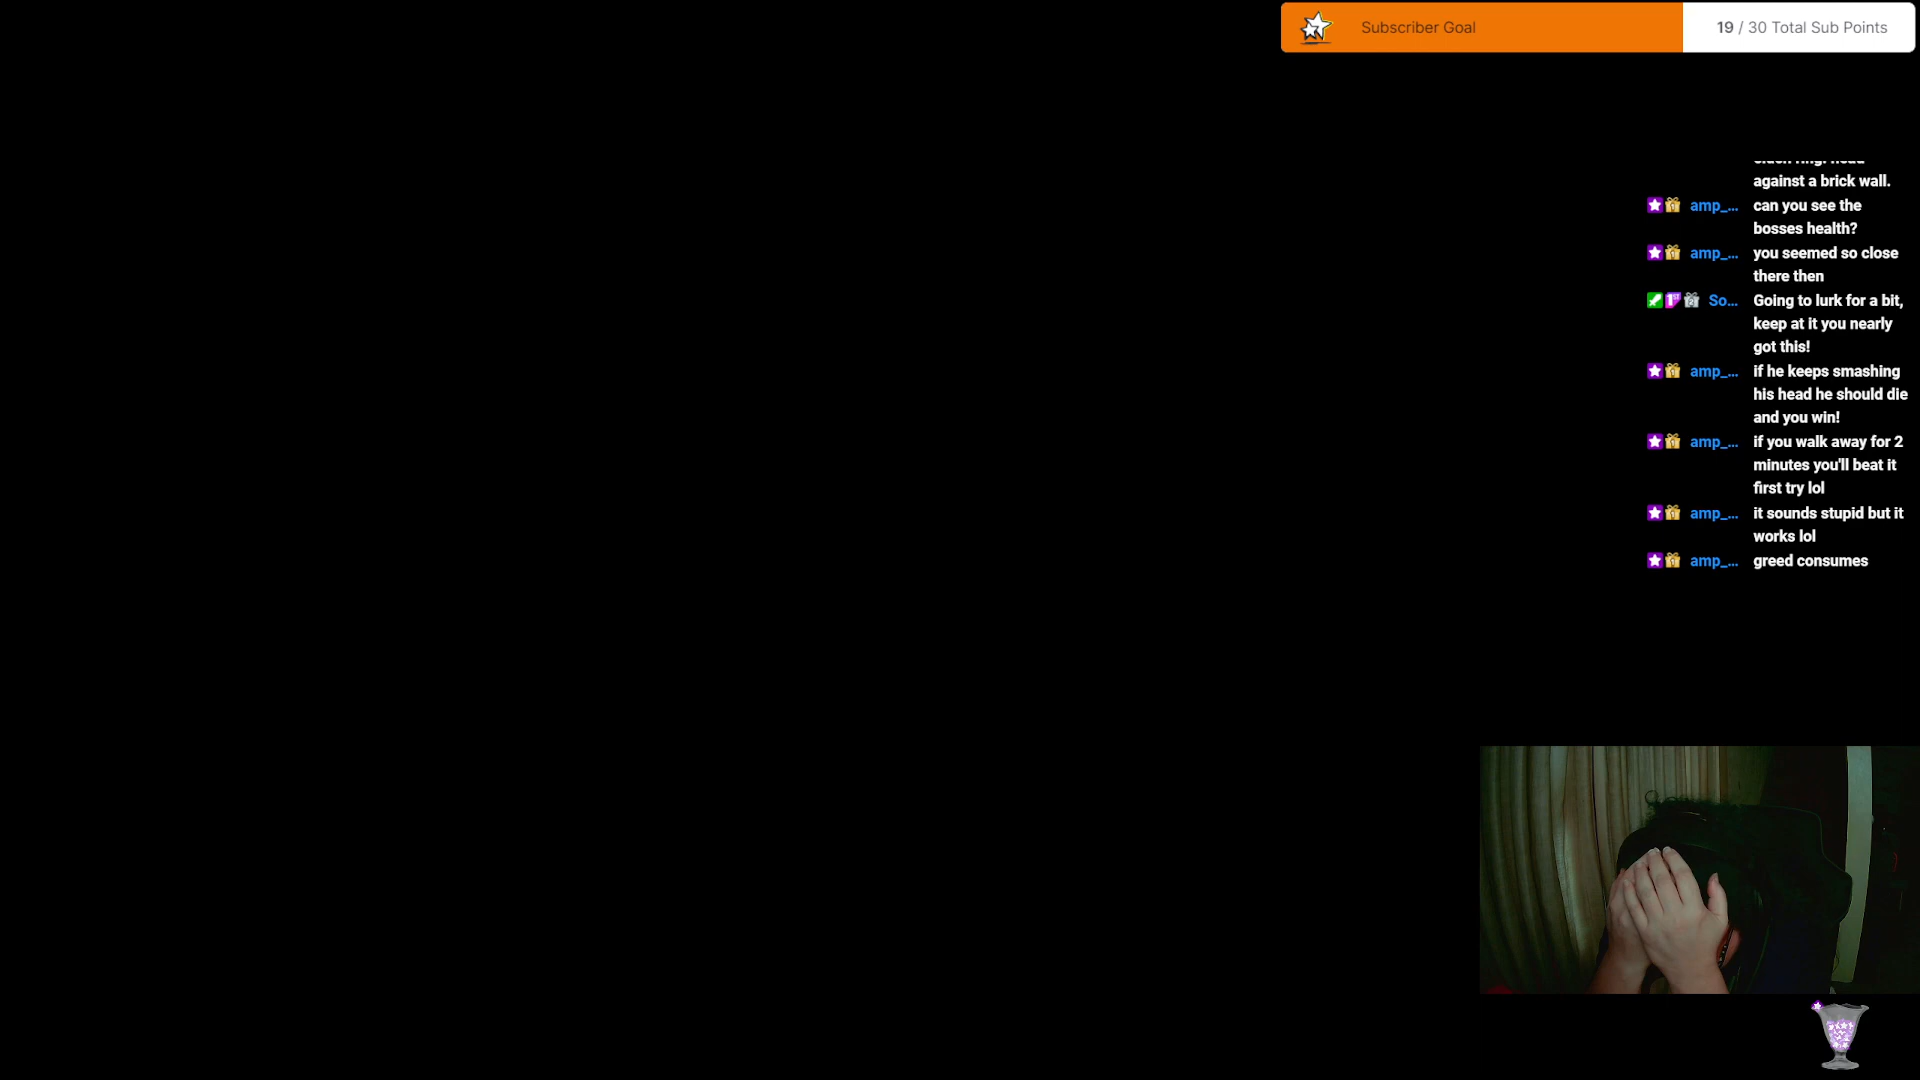 Subscriber Goal
19 / 30 Total Sub Points
against a brick wall.
amp_... can you see the
bosses health?
amp_... you seemed so close
there then
So... Going to lurk for a bit,
keep at it you nearly
got this!
amp_... if he keeps smashing
his head he should die
and you win!
amp_... if you walk away for 2
minutes you'll beat it
first try lol
amp_... it sounds stupid but it
works lol
amp_... greed consumes